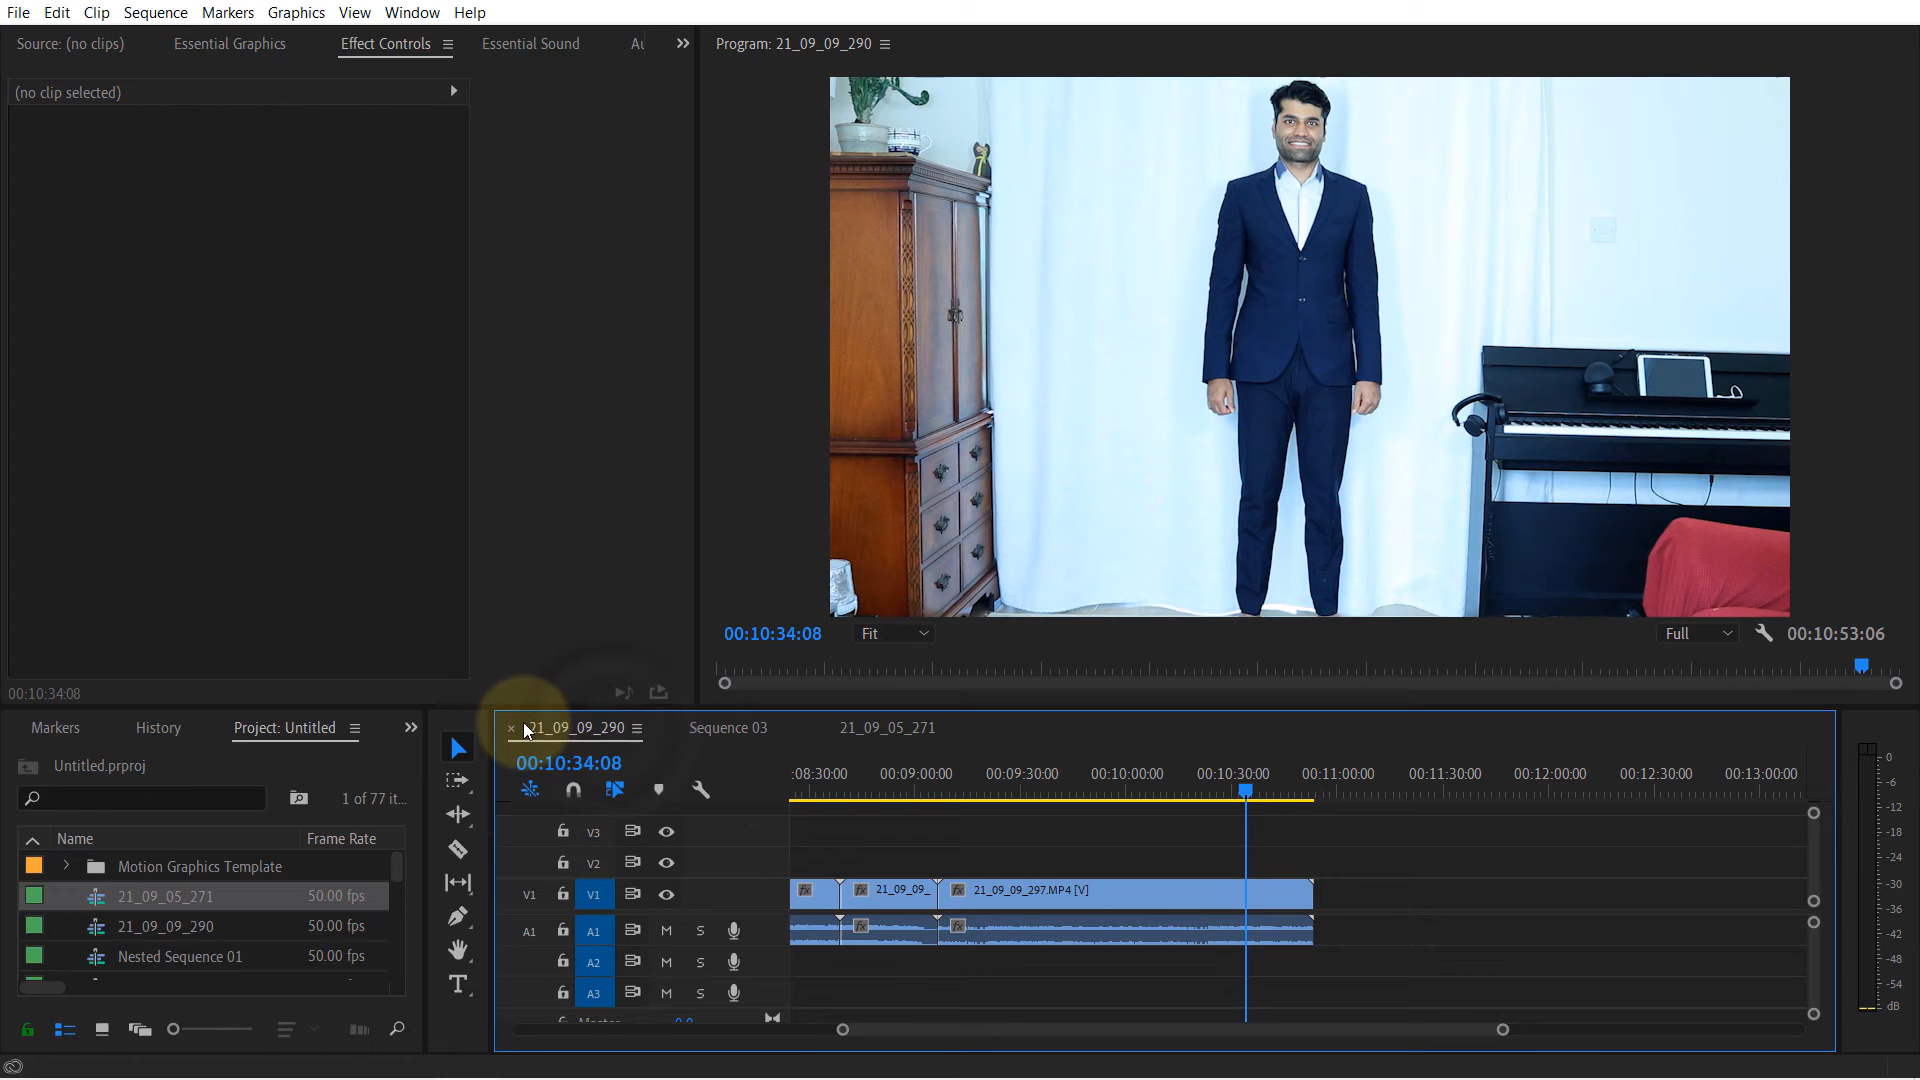 File Edit Clip Sequence Markers Graphics View Window Help
Source: (no clips) Essential Graphics Effect Controls Essential Sound
Program: 21_09_09_290
(no clip selected)
00:10:34:08 Fit Full 00:10:53:06
00:10:34:08
Markers History Project: Untitled
21_09_09_290 Sequence 03 21_09_05_271
Untitled.prproj
00:10:34:08
:08:30:00 00:09:00:00 00:09:30:00 00:10:00:00 00:10:30:00 00:11:00:00 00:11:30:00 00:12:00:00 00:12:30:00 00:13:00:00
1 of 77 it...
Name Frame Rate
Motion Graphics Template
21_09_05_271 50.00 fps
21_09_09_290 50.00 fps
Nested Sequence 01 50.00 fps
V3
V2
V1 V1 fx fx 21_09_09_ fx 21_09_09_297.MP4 [V]
A1 A1 M S fx fx
A2 M S
A3 M S
0
-6
-12
-18
-24
-30
-36
-42
-48
-54
dB